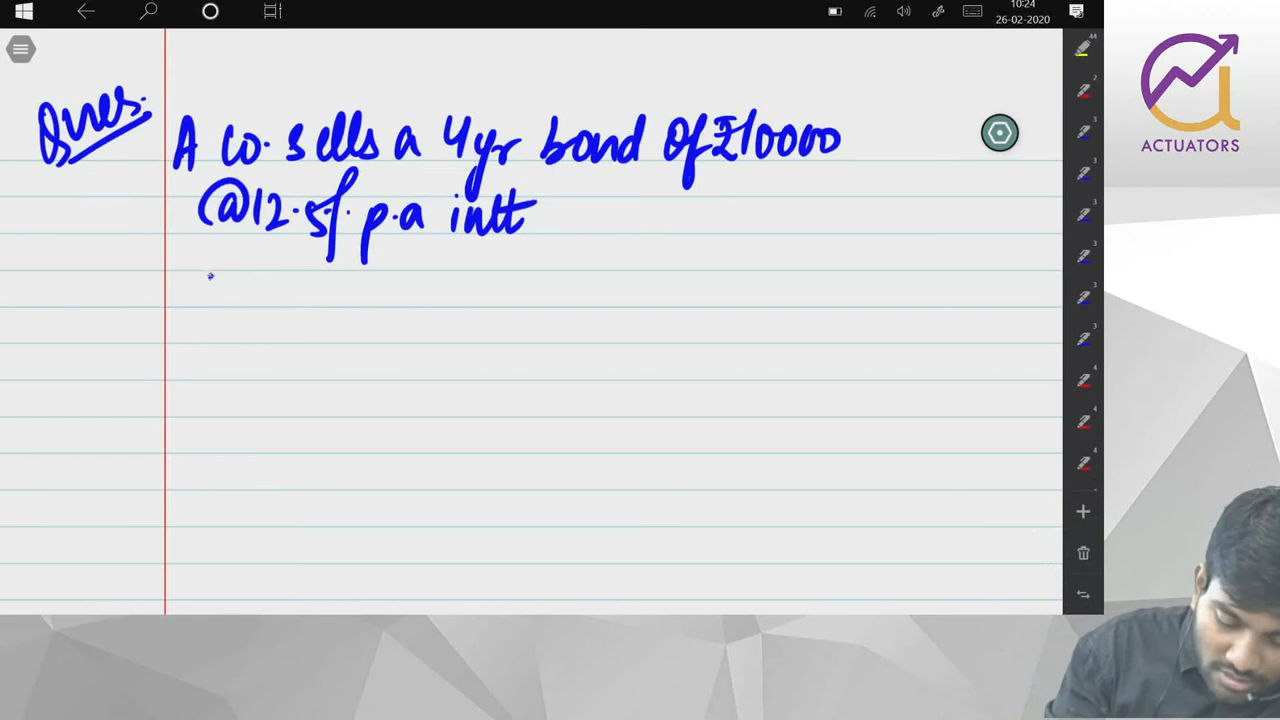 10:24
26-02-2020
Ques.
A co. sells a 4yr bond of ₹10000
@12.5%. p.a intt
ACTUATORS